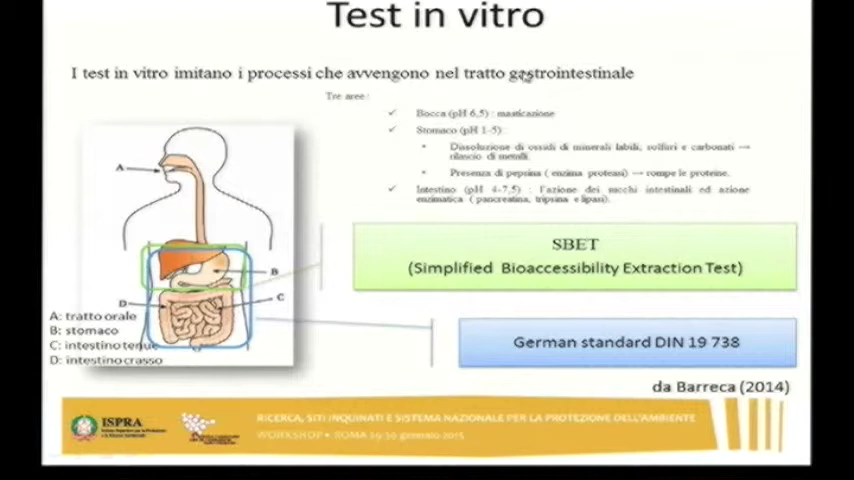 Test in vitro
I test in vitro imitano i processi che avvengono nel tratto gastrointestinale
Tre aree :
✓ Bocca (pH 6,5) : masticazione
✓ Stomaco (pH 1-5) :
• Dissoluzione di ossidi di minerali labili, solfuri e carbonati →
rilascio di metalli.
• Presenza di pepsina ( enzima proteasi) → rompe le proteine.
✓ Intestino (pH 4-7,5) : l'azione dei succhi intestinali ed azione
enzimatica ( pancreatina, tripsina e lipasi).
A
B
D
C
SBET
(Simplified Bioaccessibility Extraction Test)
A: tratto orale
B: stomaco
C: intestino tenue
D: intestino crasso
German standard DIN 19 738
da Barreca (2014)
ISPRA
RICERCA, SITI INQUINATI E SISTEMA NAZIONALE PER LA PROTEZIONE DELL'AMBIENTE
WORKSHOP • ROMA gennaio 2015